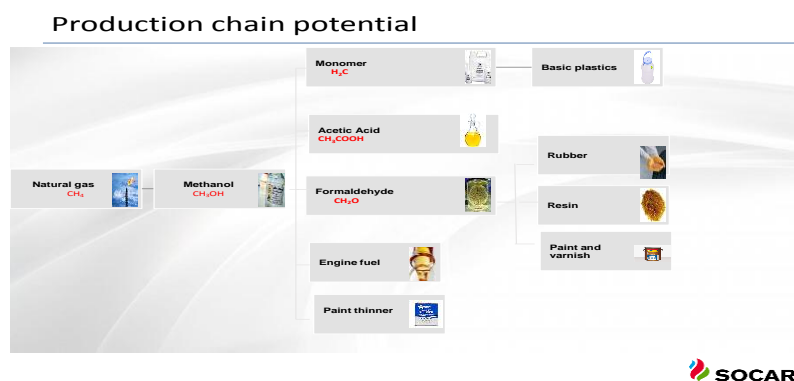 Production chain potential
Monomer
H₂C
Basic plastics
Acetic Acid
CH₃COOH
Rubber
Natural gas
CH₄
Methanol
CH₃OH
Formaldehyde
CH₂O
Resin
Engine fuel
Paint and
varnish
Paint thinner
SOCAR